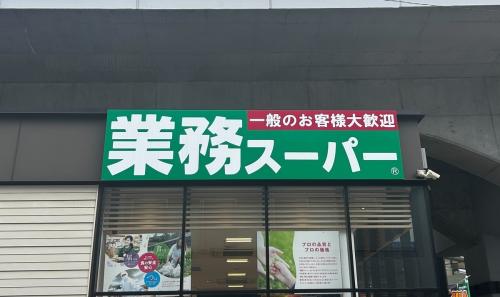 一般のお客様大歓迎
業務スーパー®
プロの品質と
プロの価格